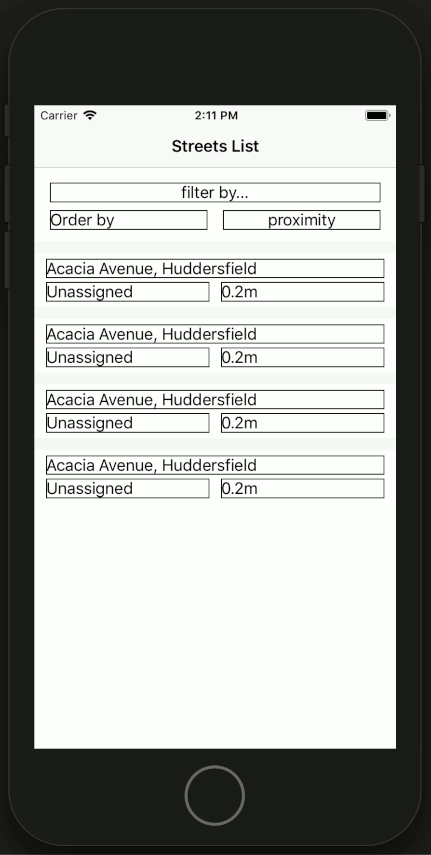 Carrier 2:11 PM
Streets List
filter by...
Order by proximity
Acacia Avenue, Huddersfield
Unassigned 0.2m
Acacia Avenue, Huddersfield
Unassigned 0.2m
Acacia Avenue, Huddersfield
Unassigned 0.2m
Acacia Avenue, Huddersfield
Unassigned 0.2m